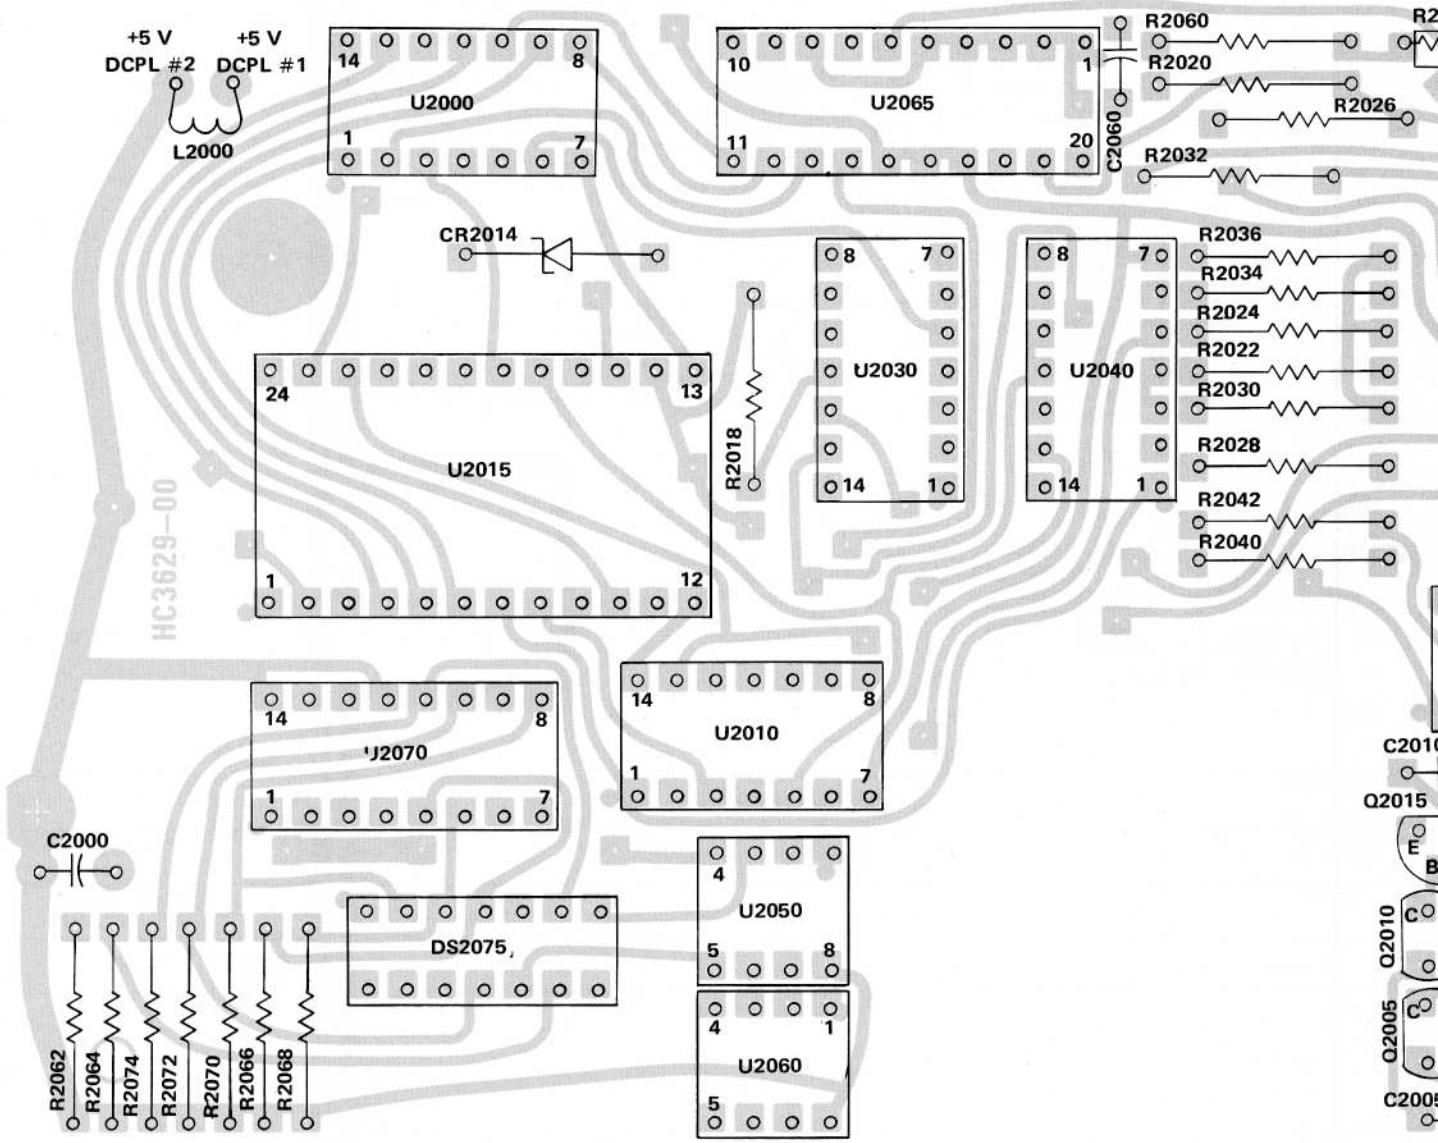 +5 V
DCPL #2
+5 V
DCPL #1
L2000
14
8
U2000
1
7
10
1
U2065
11
20
C2060
R2060
R2020
R2026
R2032
CR2014
8
7
U2030
14
1
8
7
U2040
14
1
R2036
R2034
R2024
R2022
R2030
R2028
R2042
R2040
24
13
U2015
1
12
R2018
HC3629-00
14
8
U2070
1
7
14
8
U2010
1
7
C2010
Q2015
E
B
C2000
4
U2050
5
8
DS2075
C
Q2010
C
Q2005
4
1
U2060
5
R2062
R2064
R2074
R2072
R2070
R2066
R2068
C2005